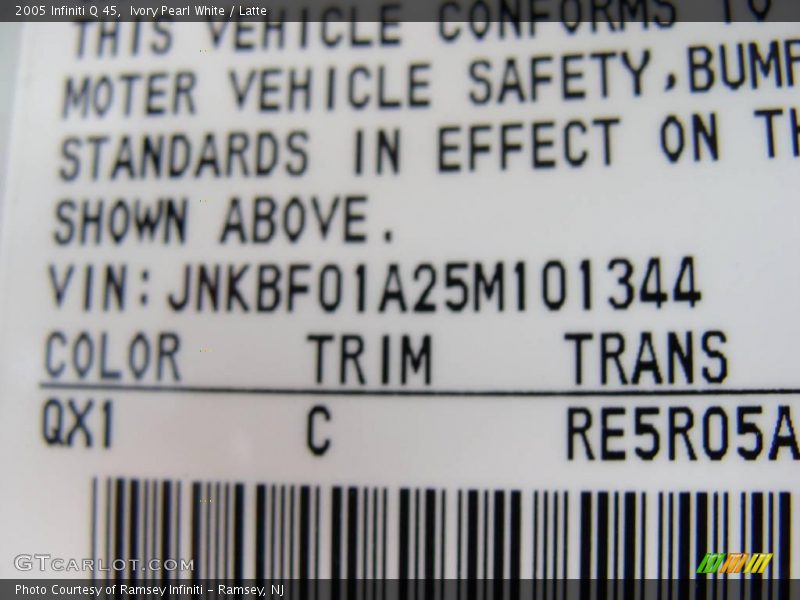 2005 Infiniti Q 45, Ivory Pearl White / Latte
THIS VEHICLE CONFORMS TO
MOTER VEHICLE SAFETY,BUMP
STANDARDS IN EFFECT ON TH
SHOWN ABOVE.
VIN:JNKBF01A25M101344
COLOR TRIM TRANS
QX1 C RE5R05A
GTCARLOT.COM
Photo Courtesy of Ramsey Infiniti - Ramsey, NJ